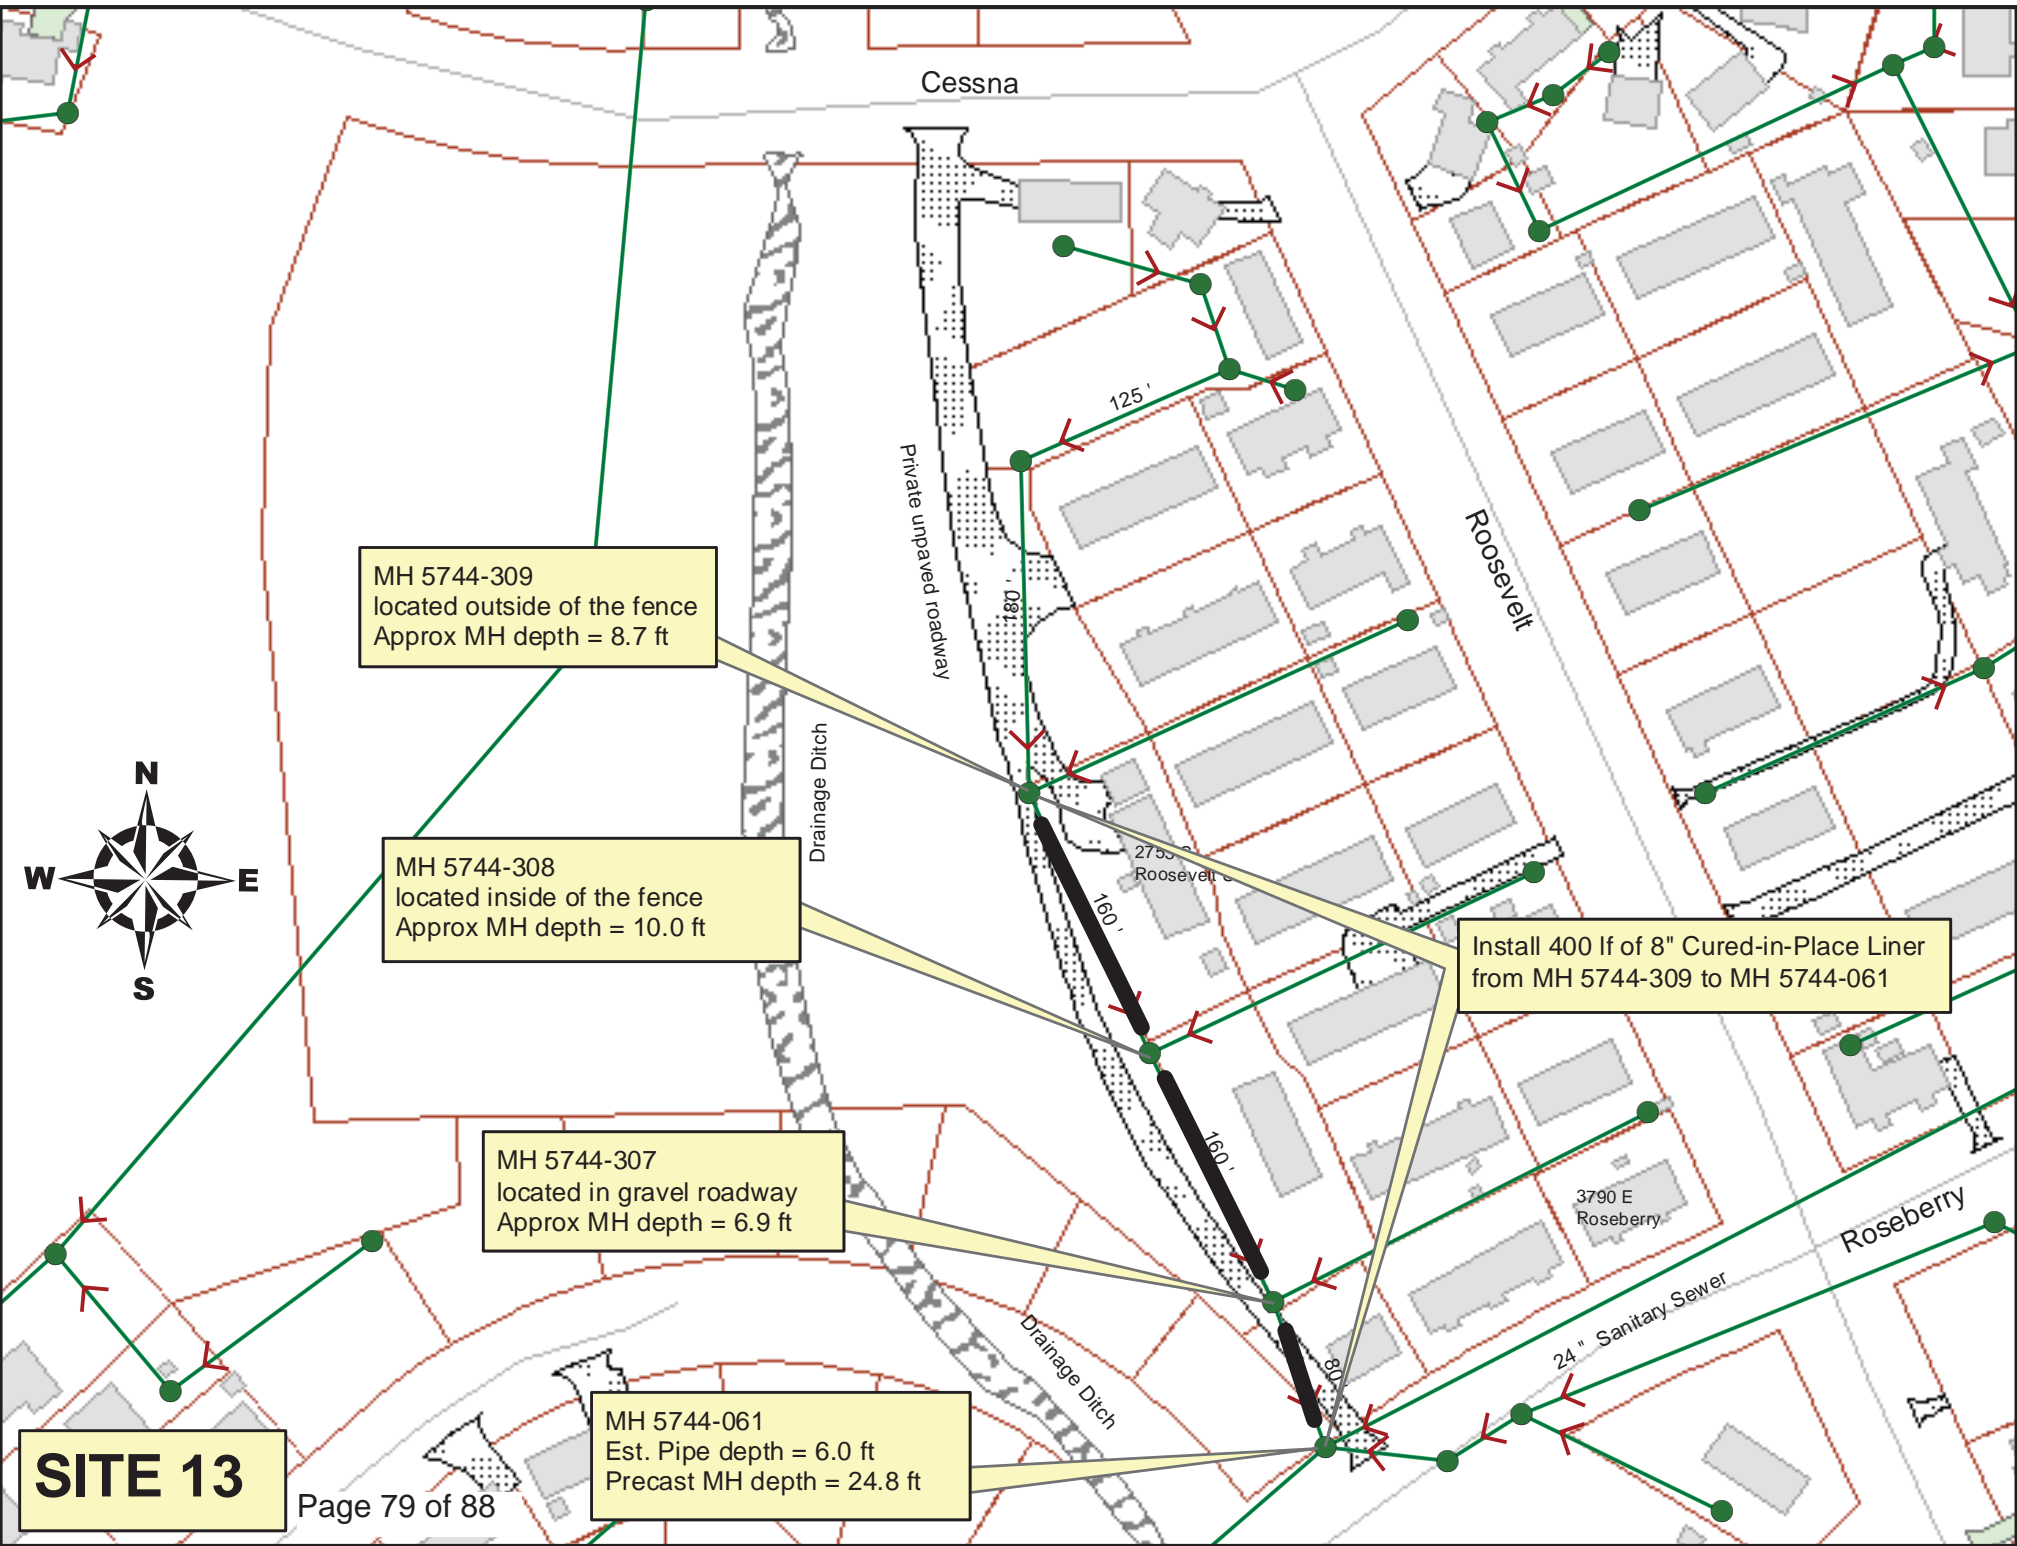 Cessna
125 '
Private unpaved roadway
180'
Roosevelt
MH 5744-309
located outside of the fence
Approx MH depth = 8.7 ft
Drainage Ditch
N
W
E
S
MH 5744-308
located inside of the fence
Approx MH depth = 10.0 ft
2753
Roosevelt
160 '
Install 400 lf of 8" Cured-in-Place Liner
from MH 5744-309 to MH 5744-061
MH 5744-307
located in gravel roadway
Approx MH depth = 6.9 ft
160 '
3790 E
Roseberry
Roseberry
24 " Sanitary Sewer
Drainage Ditch
80'
MH 5744-061
Est. Pipe depth = 6.0 ft
Precast MH depth = 24.8 ft
SITE 13
Page 79 of 88